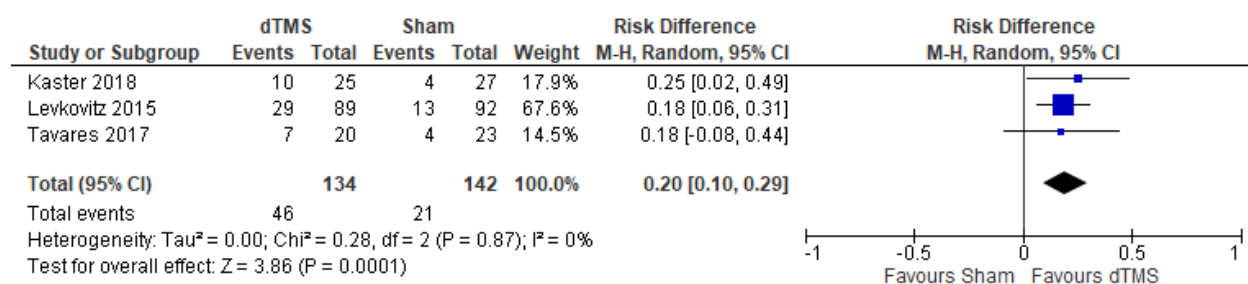 dTMS Sham Risk Difference Risk Difference
Study or Subgroup Events Total Events Total Weight M-H, Random, 95% CI M-H, Random, 95% CI
Kaster 2018 10 25 4 27 17.9% 0.25 [0.02, 0.49]
Levkovitz 2015 29 89 13 92 67.6% 0.18 [0.06, 0.31]
Tavares 2017 7 20 4 23 14.5% 0.18 [-0.08, 0.44]
Total (95% CI) 134 142 100.0% 0.20 [0.10, 0.29]
Total events 46 21
Heterogeneity: Tau² = 0.00; Chi² = 0.28, df = 2 (P = 0.87); I² = 0%
Test for overall effect: Z = 3.86 (P = 0.0001)
-1 -0.5 0 0.5 1
Favours Sham Favours dTMS